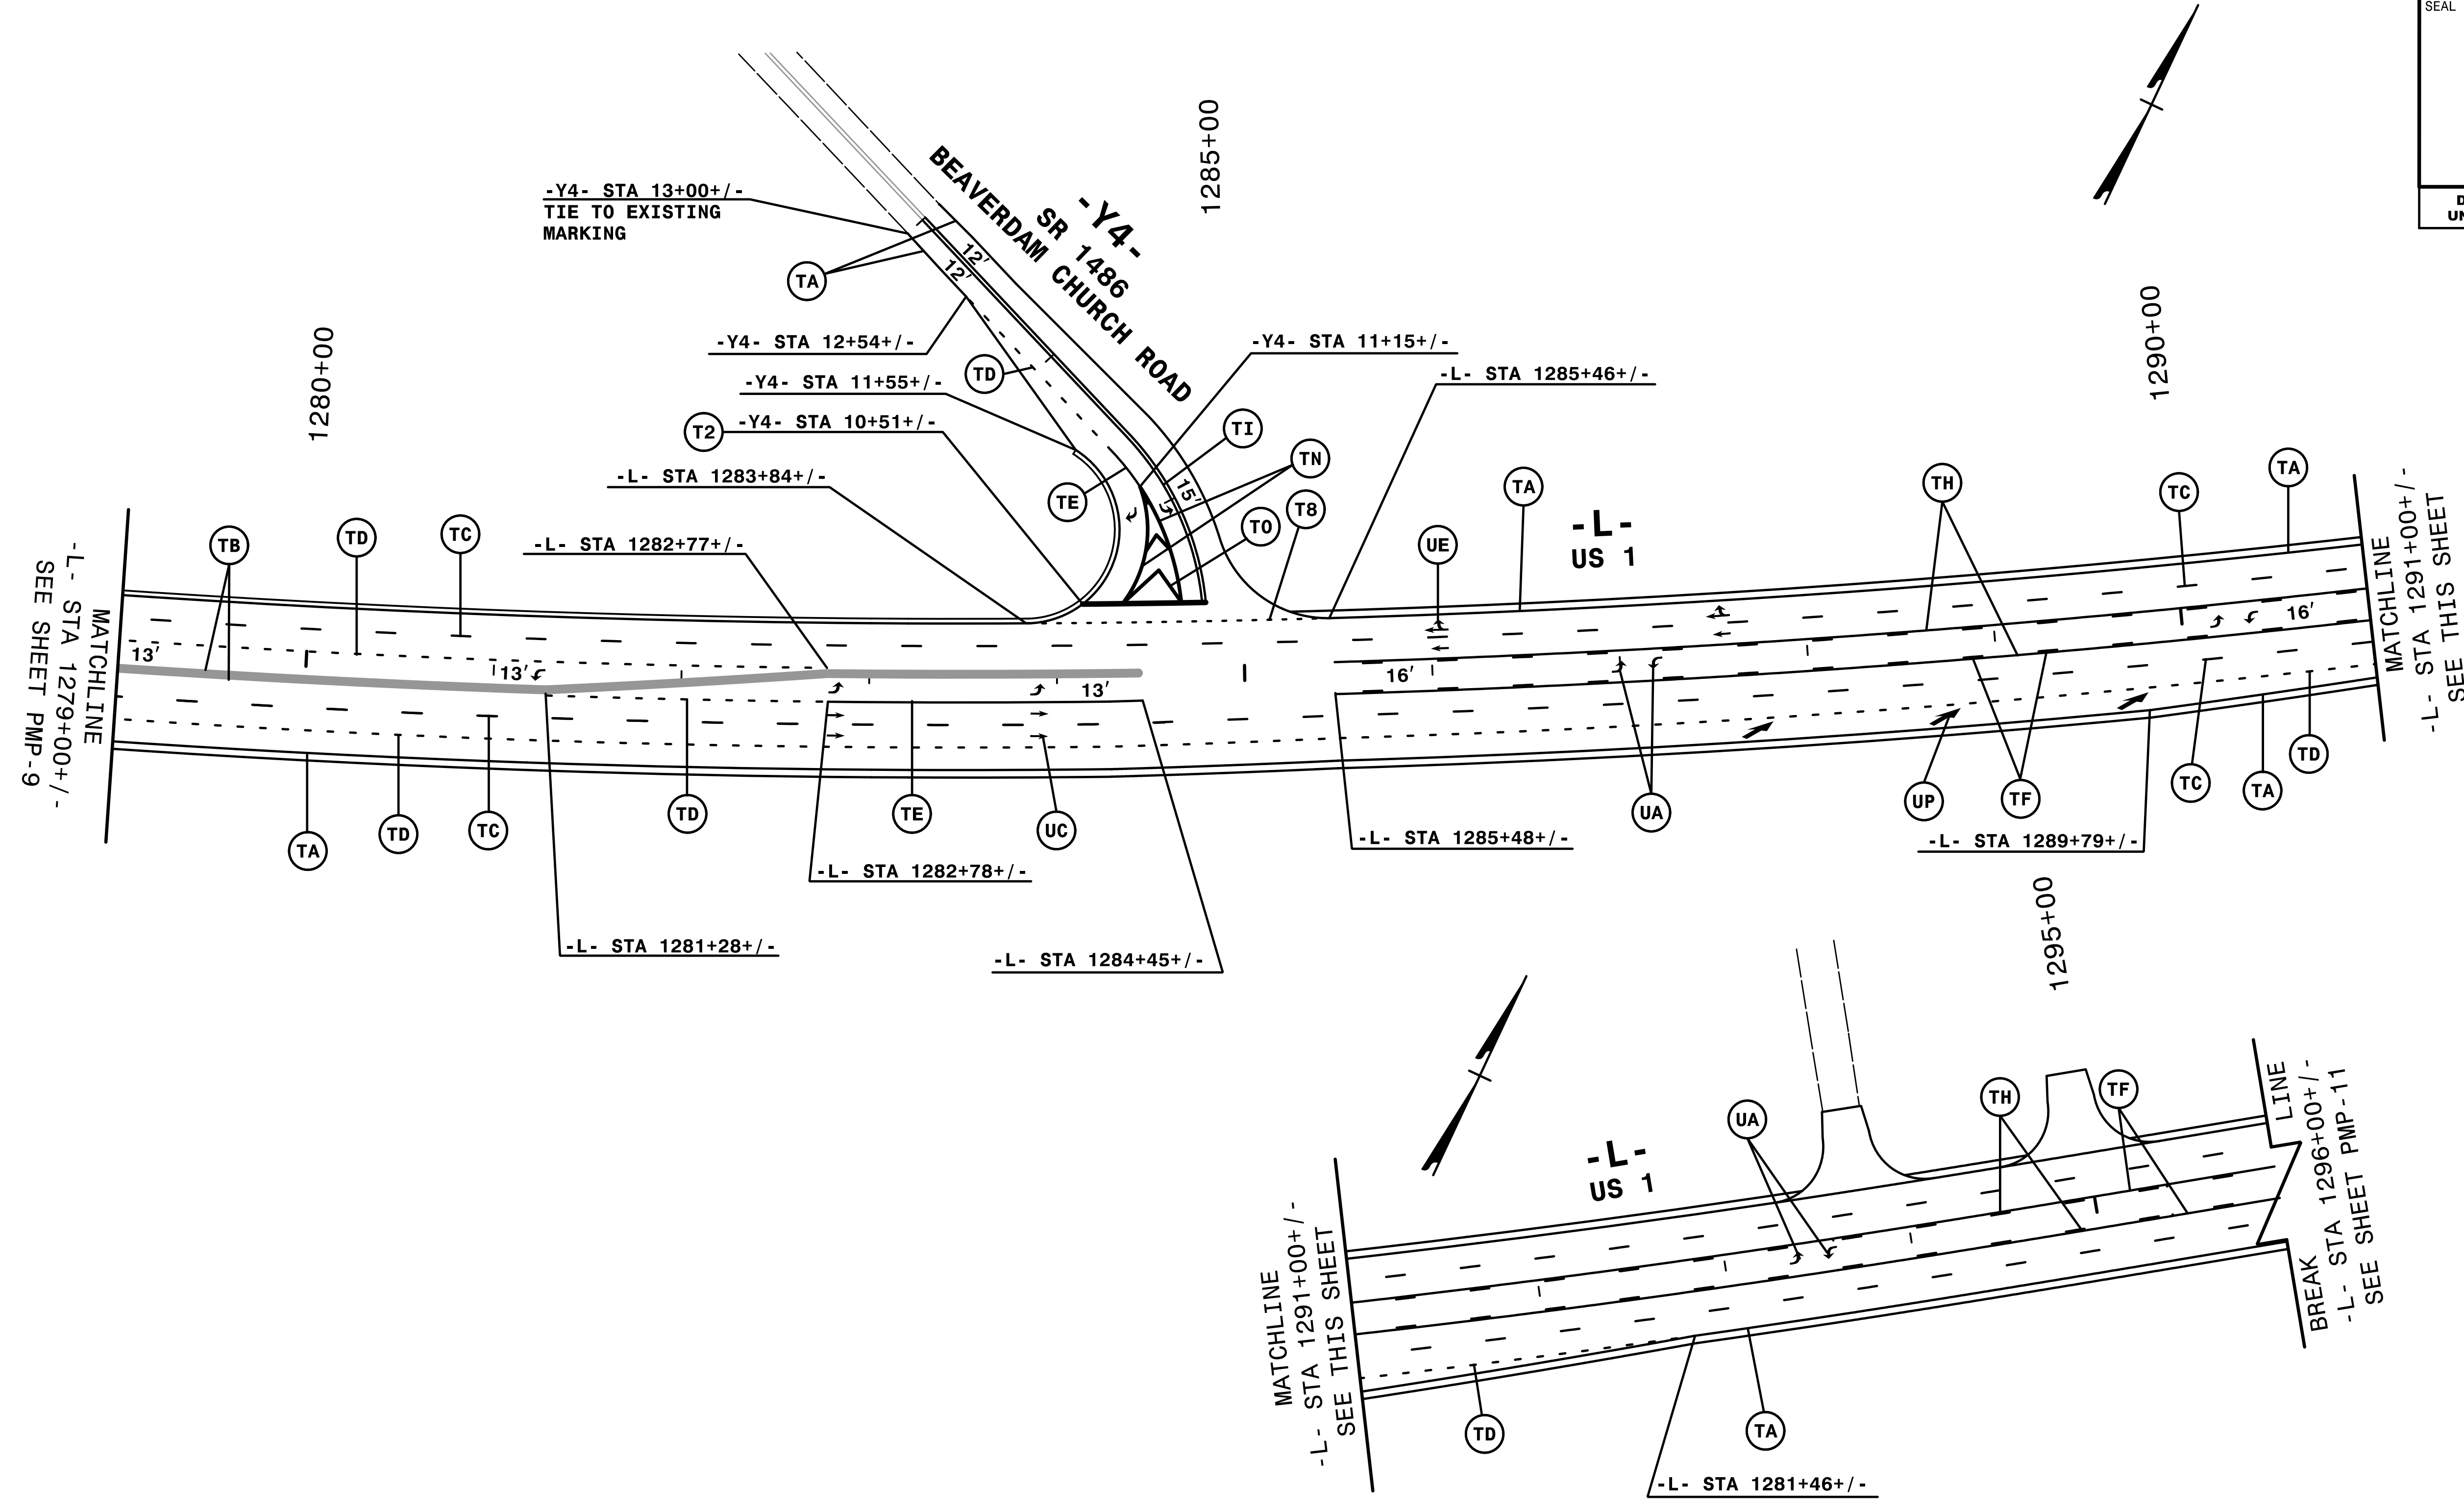 SEAL
D
UN
1285+00
-Y4-
SR 1486
BEAVERDAM CHURCH ROAD
-Y4- STA 13+00+/-
TIE TO EXISTING
MARKING
12'
12'
TA
1280+00
1290+00
-Y4- STA 12+54+/-
TD
-Y4- STA 11+15+/-
-Y4- STA 11+55+/-
-L- STA 1285+46+/-
T2
-Y4- STA 10+51+/-
TI
TN
-L- STA 1283+84+/-
TE
15'
T8
TO
TA
TH
TC
TA
-L-
US 1
TB
TD
TC
-L- STA 1282+77+/-
UE
MATCHLINE
-L- STA 1279+00+/-
SEE SHEET PMP-9
13'
13'
13'
16'
16'
MATCHLINE
-L- STA 1291+00+/-
SEE THIS SHEET
TA
TD
TC
TD
TE
UC
UA
UP
TF
TC
TA
TD
-L- STA 1285+48+/-
-L- STA 1289+79+/-
-L- STA 1282+78+/-
-L- STA 1281+28+/-
-L- STA 1284+45+/-
1295+00
MATCHLINE
-L- STA 1291+00+/-
SEE THIS SHEET
-L-
US 1
UA
TH
TF
BREAK LINE
-L- STA 1296+00+/-
SEE SHEET PMP-11
TD
TA
-L- STA 1281+46+/-